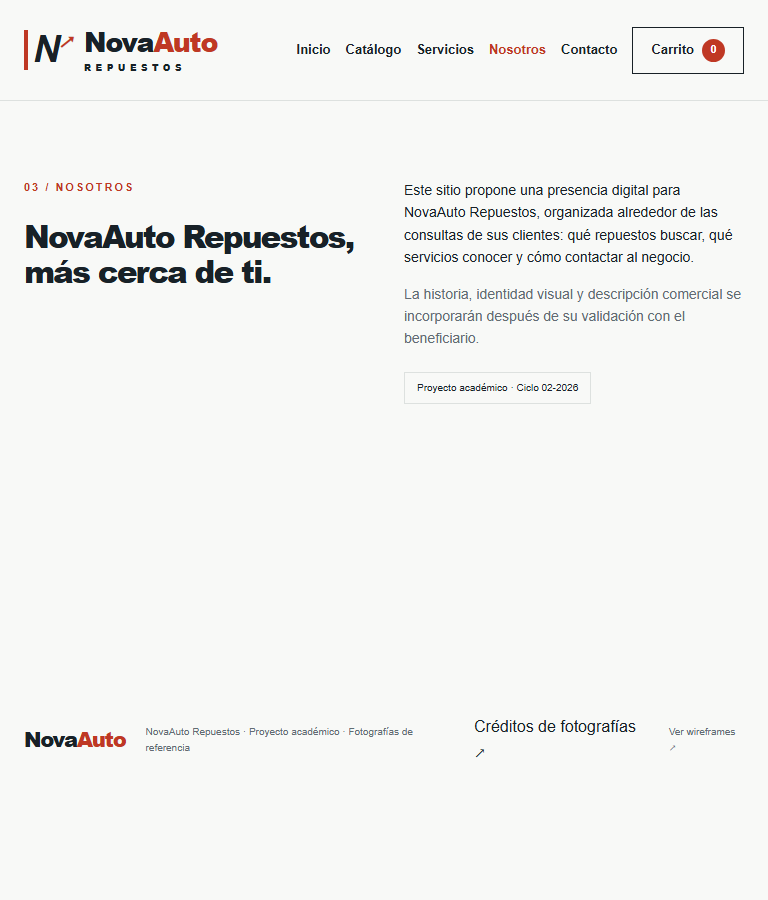 N↗ NovaAuto
REPUESTOS
Inicio Catálogo Servicios Nosotros Contacto Carrito 0
03 / NOSOTROS
NovaAuto Repuestos,
más cerca de ti.
Este sitio propone una presencia digital para
NovaAuto Repuestos, organizada alrededor de las
consultas de sus clientes: qué repuestos buscar, qué
servicios conocer y cómo contactar al negocio.
La historia, identidad visual y descripción comercial se
incorporarán después de su validación con el
beneficiario.
Proyecto académico · Ciclo 02-2026
NovaAuto
NovaAuto Repuestos · Proyecto académico · Fotografías de
referencia
Créditos de fotografías
↗
Ver wireframes
↗